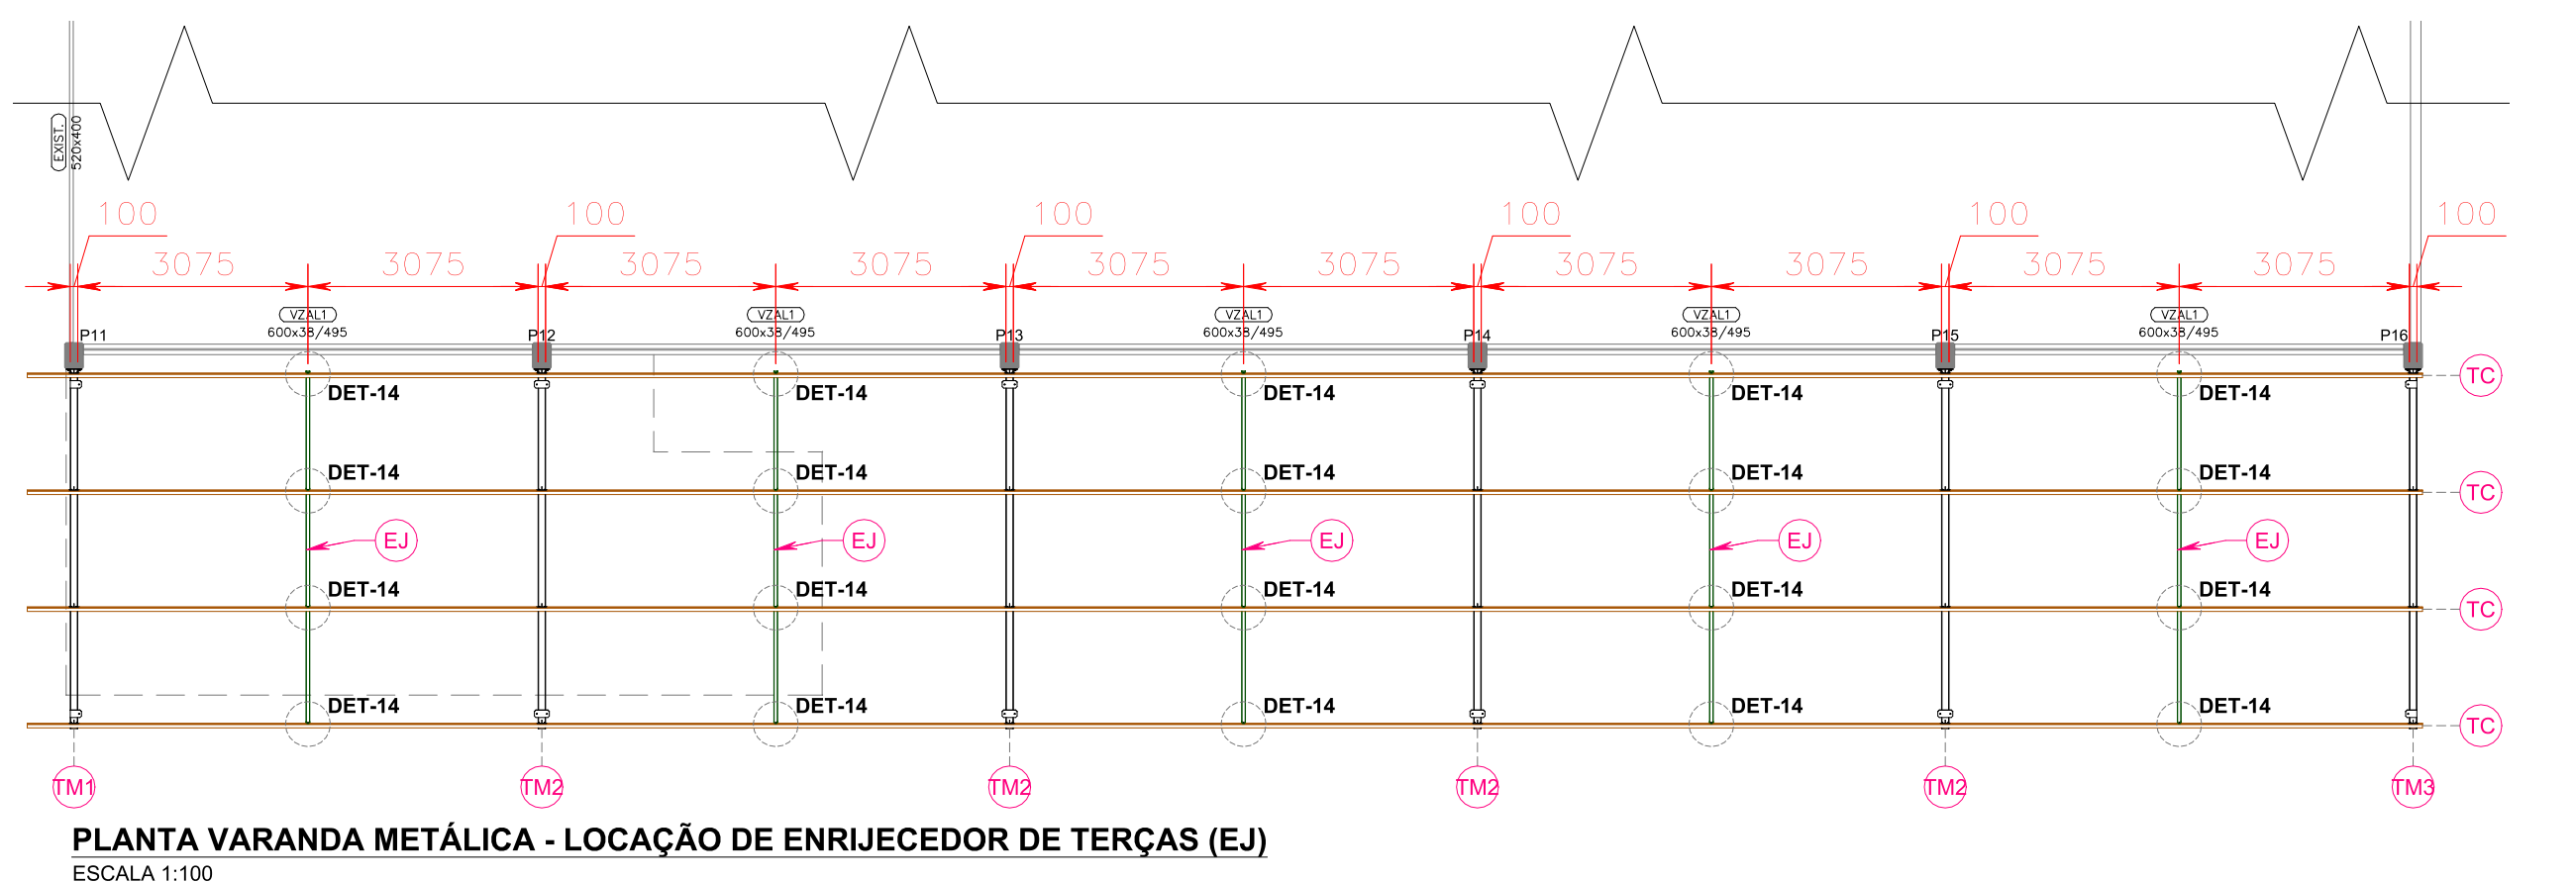 EXIST.
520x400
100 100 100 100 100 100
3075 3075 3075 3075 3075 3075 3075 3075 3075 3075
VZAL1 VZAL1 VZAL1 VZAL1 VZAL1
600x38/495 600x38/495 600x38/495 600x38/495 600x38/495
P11 P12 P13 P14 P15 P16
TC
DET-14 DET-14 DET-14 DET-14 DET-14
DET-14 DET-14 DET-14 DET-14 DET-14
TC
EJ EJ EJ EJ EJ
DET-14 DET-14 DET-14 DET-14 DET-14
TC
DET-14 DET-14 DET-14 DET-14 DET-14
TC
TM1 TM2 TM2 TM2 TM2 TM3
PLANTA VARANDA METÁLICA - LOCAÇÃO DE ENRIJECEDOR DE TERÇAS (EJ)
ESCALA 1:100